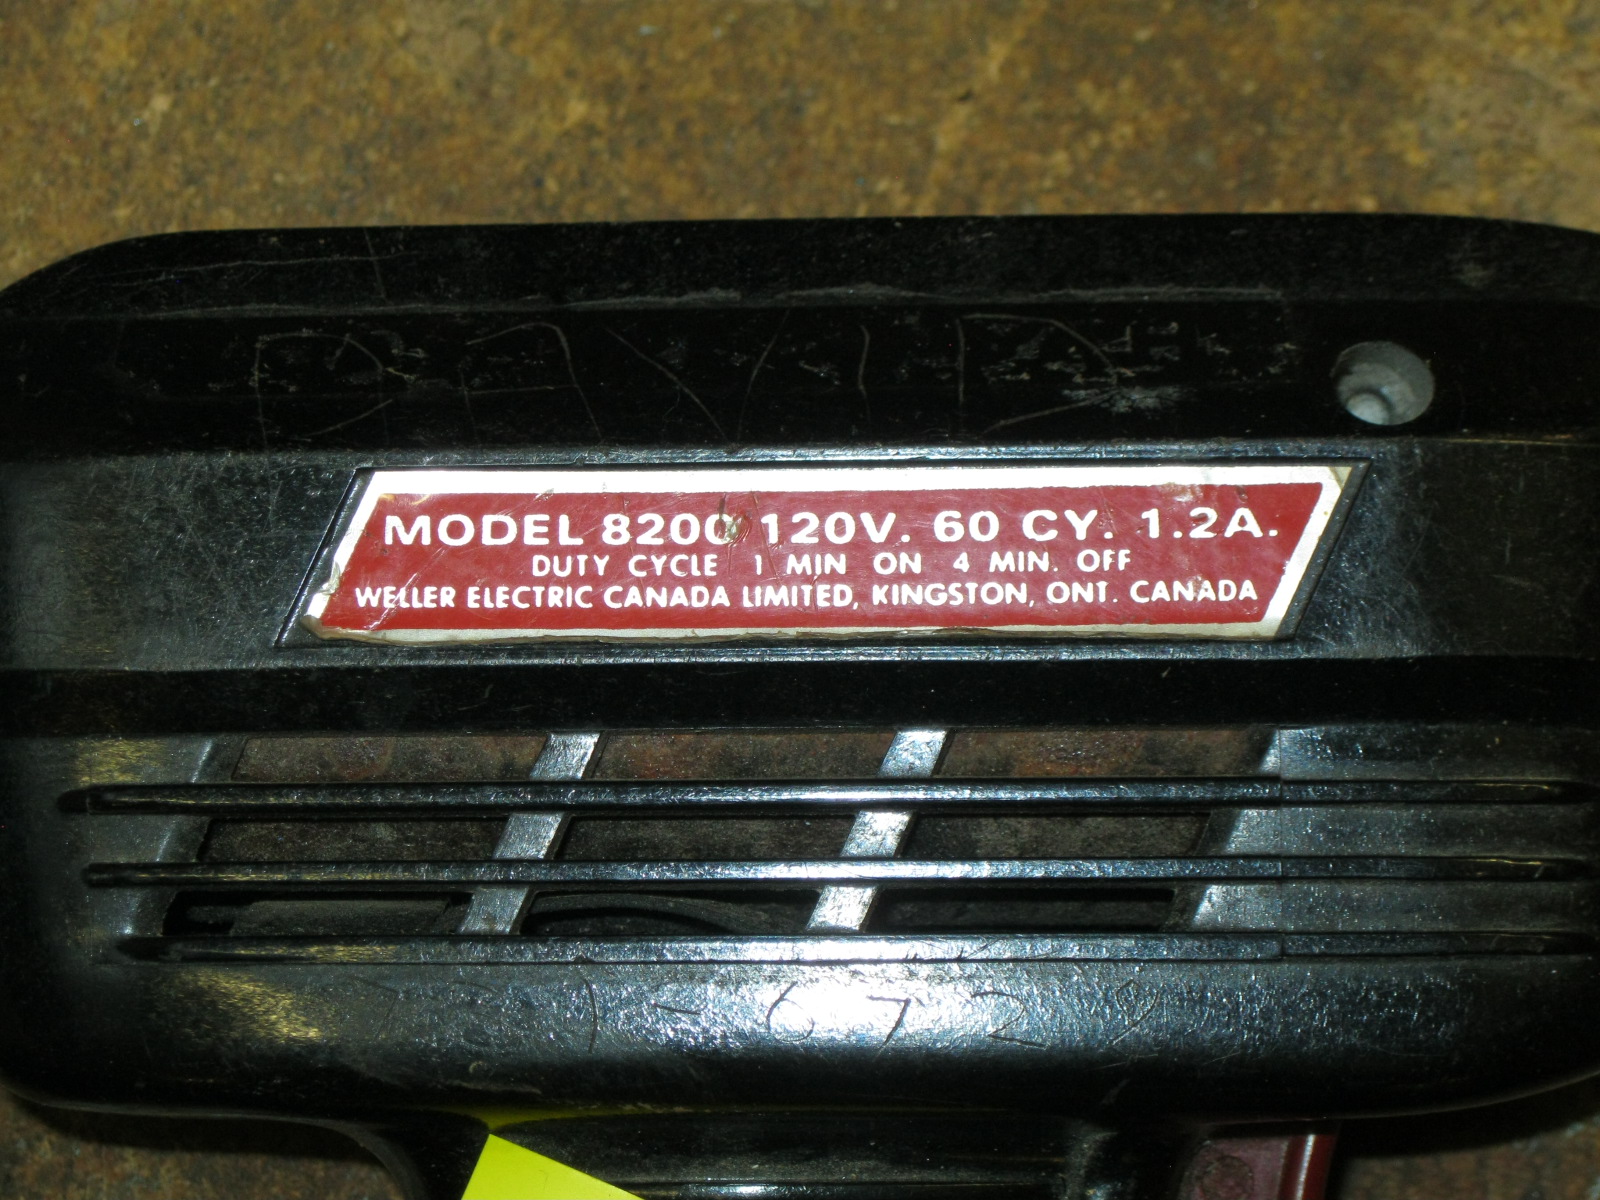 DAVID
MODEL 8200 120V. 60 CY. 1.2A.
DUTY CYCLE 1 MIN ON 4 MIN. OFF
WELLER ELECTRIC CANADA LIMITED, KINGSTON, ONT. CANADA